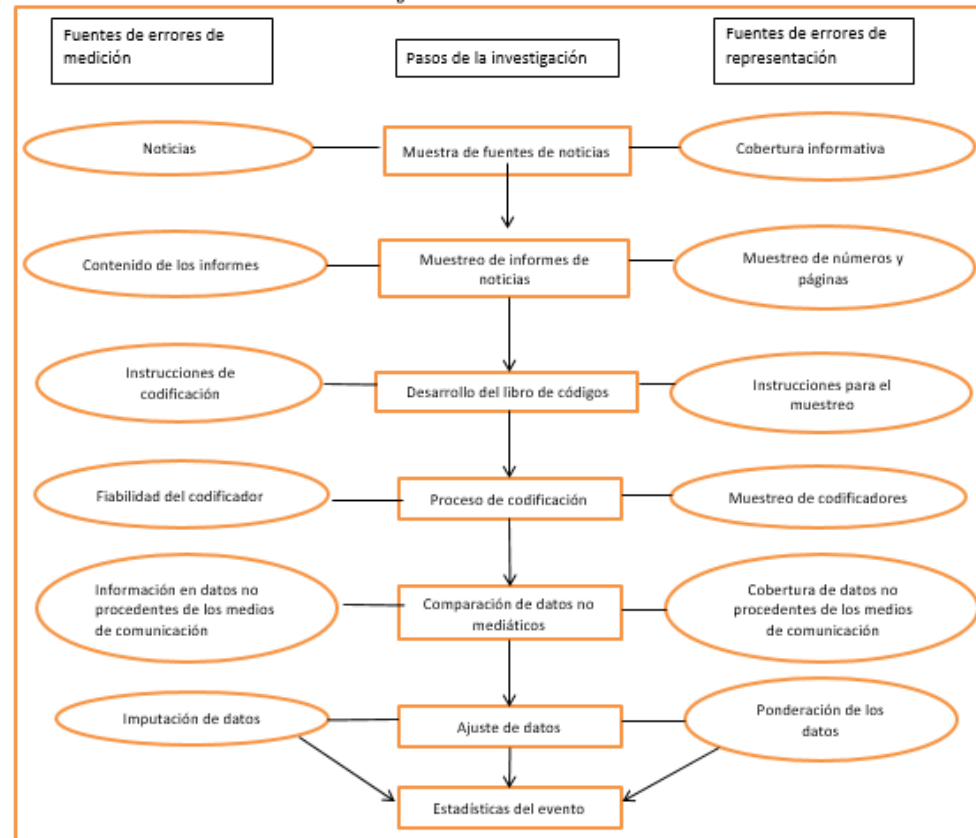 Fuentes de errores de
medición
Pasos de la investigación
Fuentes de errores de
representación
Noticias
Muestra de fuentes de noticias
Cobertura informativa
Contenido de los informes
Muestreo de informes de
noticias
Muestreo de números y
páginas
Instrucciones de
codificación
Desarrollo del libro de códigos
Instrucciones para el
muestreo
Fiabilidad del codificador
Proceso de codificación
Muestreo de codificadores
Información en datos no
procedentes de los medios
de comunicación
Comparación de datos no
mediáticos
Cobertura de datos no
procedentes de los medios
de comunicación
Imputación de datos
Ajuste de datos
Ponderación de los
datos
Estadísticas del evento